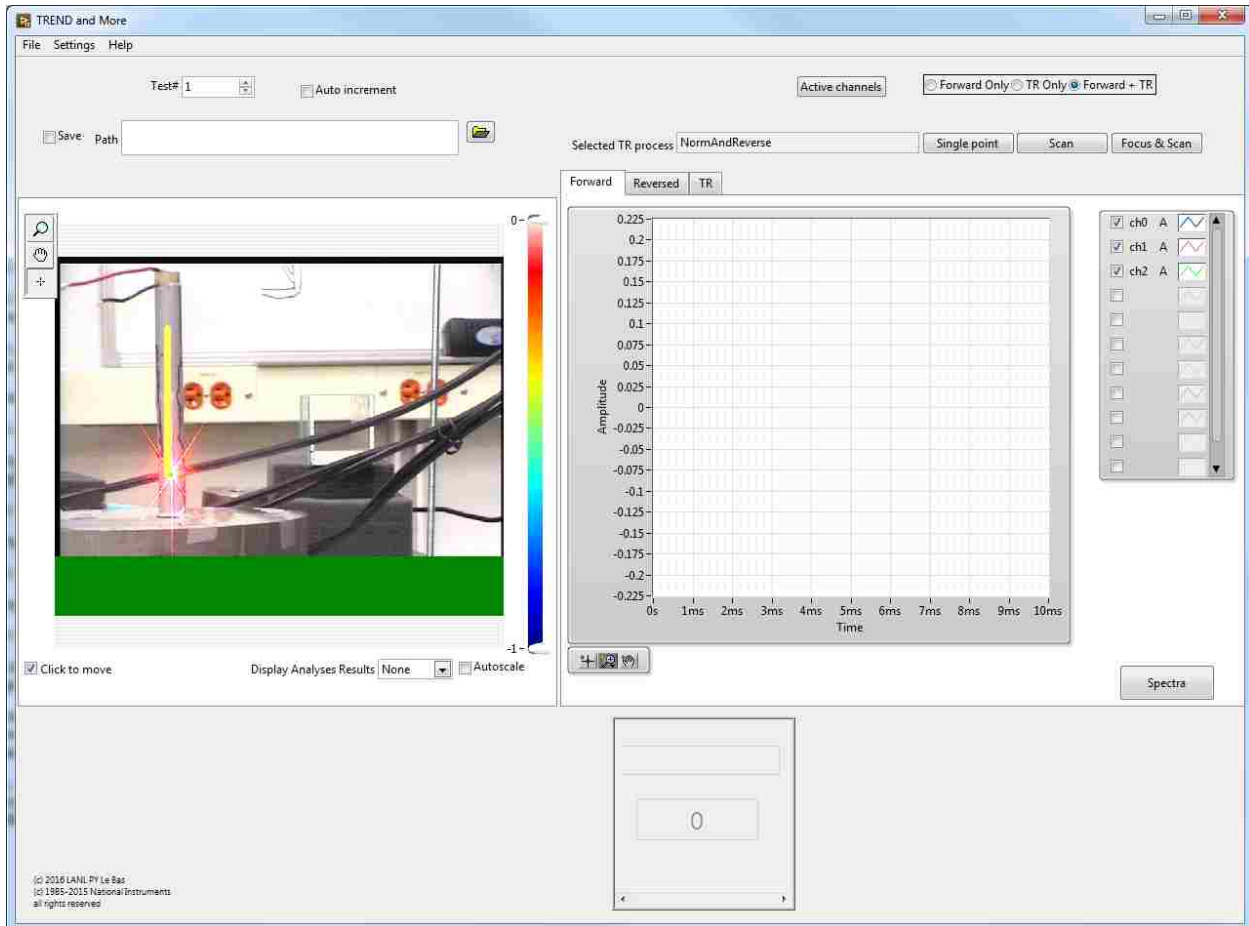 TREND and More
File Settings Help
Test# 1
Auto increment
Active channels
Forward Only TR Only Forward + TR
Save Path
Selected TR process NormAndReverse
Single point Scan Focus & Scan
Forward Reversed TR
0
-1
Click to move
Display Analyses Results None
Autoscale
Amplitude
0.225
0.2
0.175
0.15
0.125
0.1
0.075
0.05
0.025
0
-0.025
-0.05
-0.075
-0.1
-0.125
-0.15
-0.175
-0.2
-0.225
0s 1ms 2ms 3ms 4ms 5ms 6ms 7ms 8ms 9ms 10ms
Time
ch0 A
ch1 A
ch2 A
Spectra
0
(c) 2016 LANL PY Le Bas
(c) 1985-2015 National Instruments
all rights reserved